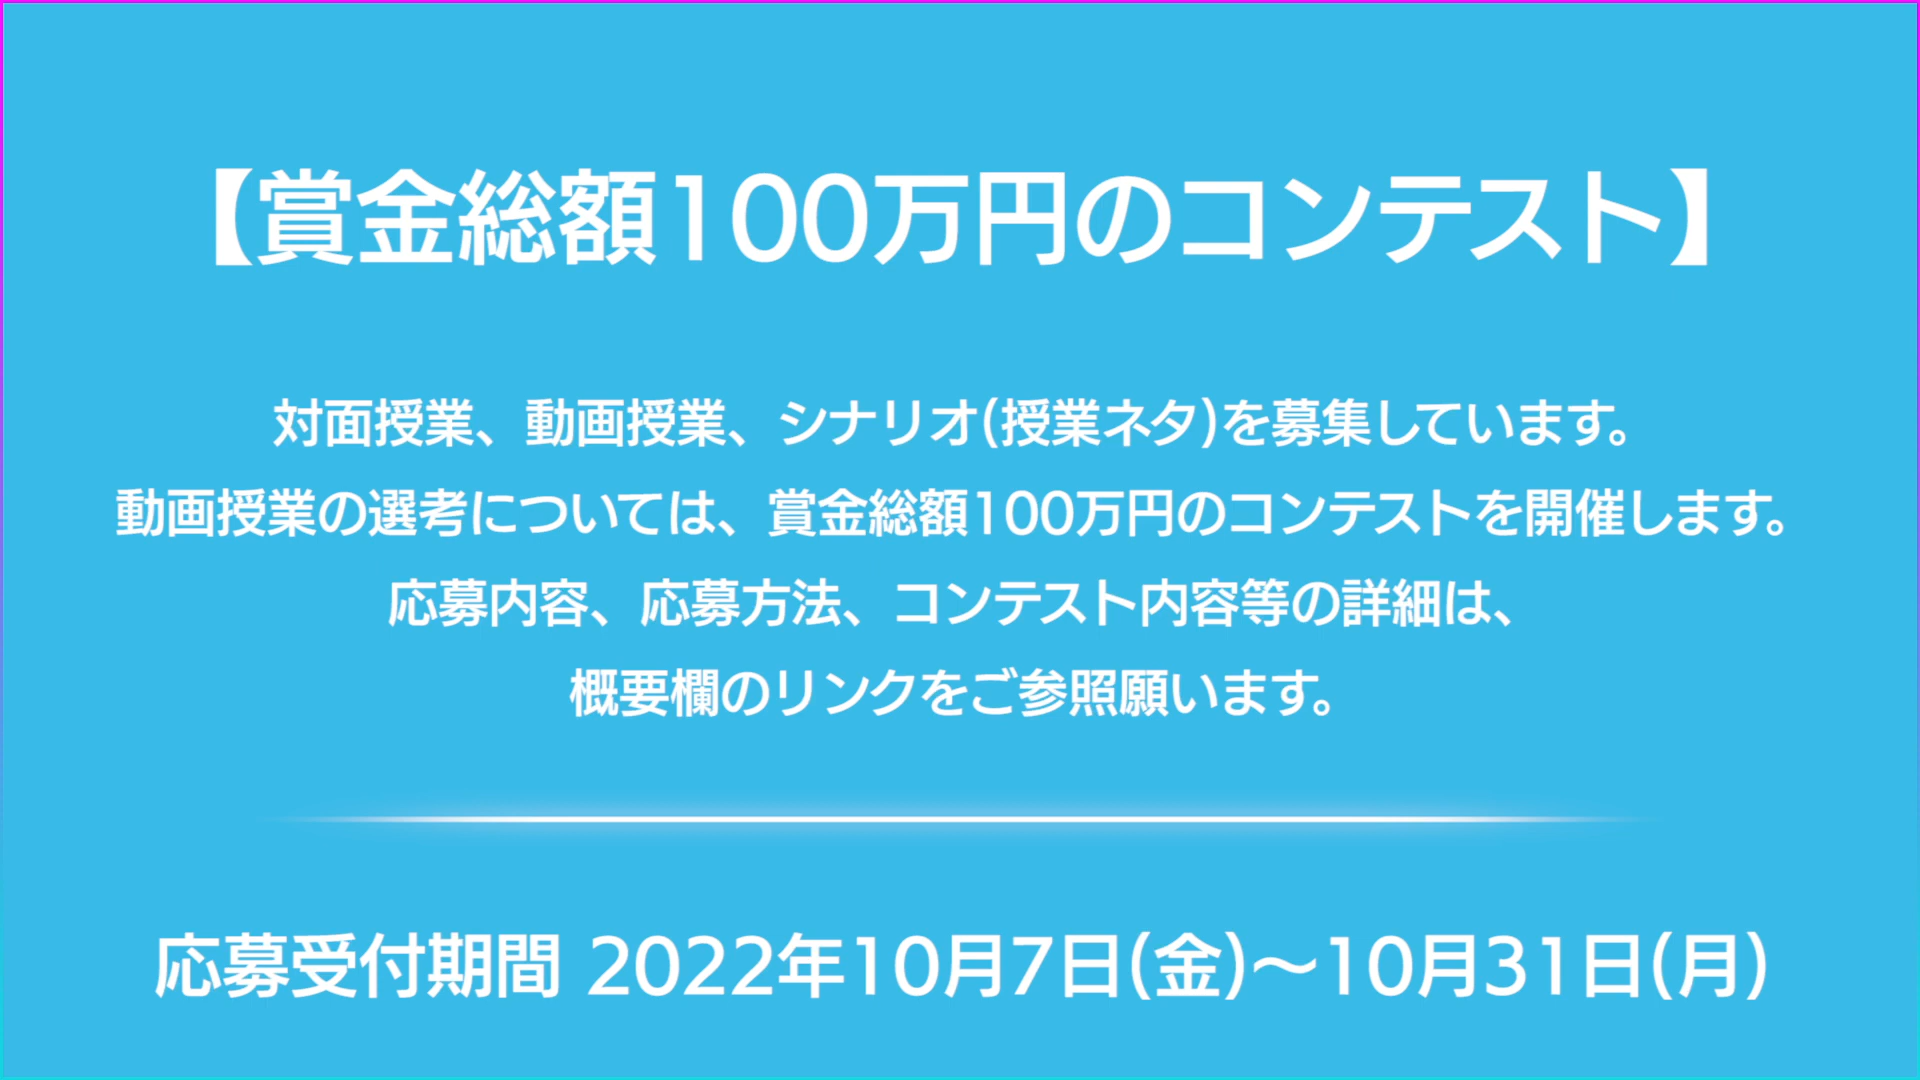 【賞金総額100万円のコンテスト】
対面授業、動画授業、シナリオ(授業ネタ)を募集しています。
動画授業の選考については、賞金総額100万円のコンテストを開催します。
応募内容、応募方法、コンテスト内容等の詳細は、
概要欄のリンクをご参照願います。
応募受付期間 2022年10月7日(金)～10月31日(月)